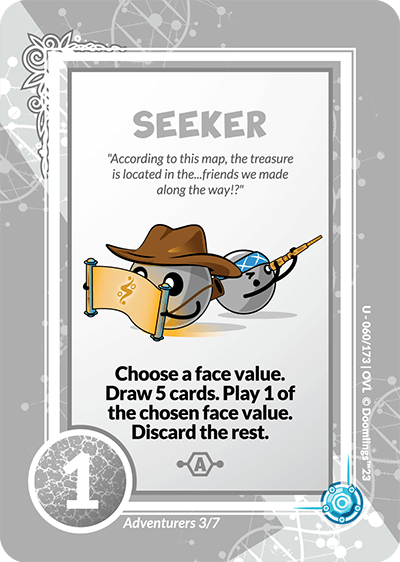 SEEKER
"According to this map, the treasure
is located in the...friends we made
along the way!?"
Choose a face value.
Draw 5 cards. Play 1 of
the chosen face value.
Discard the rest.
A
1
Adventurers 3/7
U - 060/173 | OVL © Doomlings™ 23